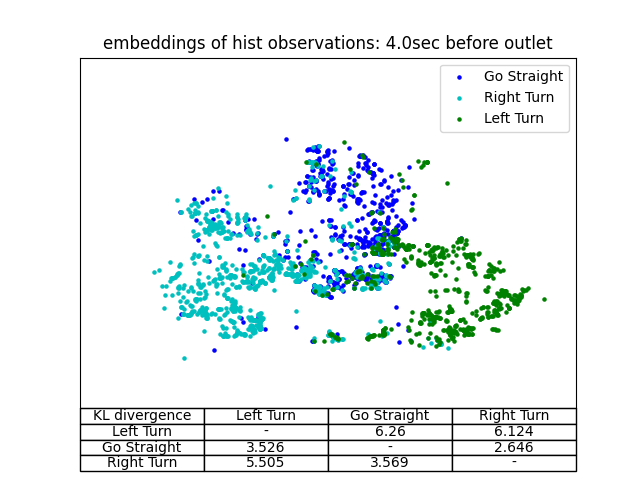 embeddings of hist observations: 4.0sec before outlet
Go Straight
Right Turn
Left Turn
KL divergence Left Turn Go Straight Right Turn
Left Turn - 6.26 6.124
Go Straight 3.526 - 2.646
Right Turn 5.505 3.569 -